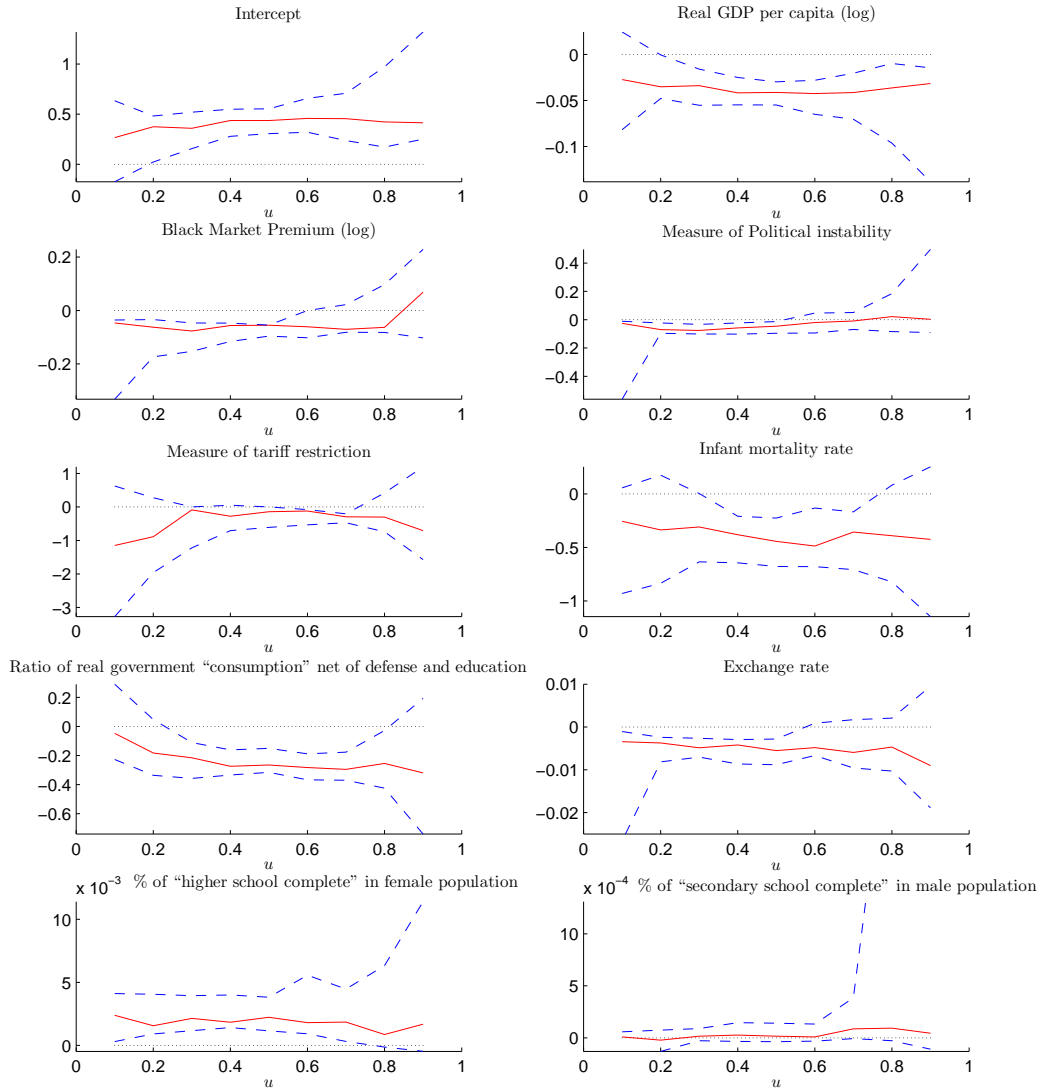 Intercept
1
0.5
0
0 0.2 0.4 0.6 0.8 1
u
Real GDP per capita (log)
0
−0.05
−0.1
0 0.2 0.4 0.6 0.8 1
u
Black Market Premium (log)
0.2
0
−0.2
0 0.2 0.4 0.6 0.8 1
u
Measure of Political instability
0.4
0.2
0
−0.2
−0.4
0 0.2 0.4 0.6 0.8 1
u
Measure of tariff restriction
1
0
−1
−2
−3
0 0.2 0.4 0.6 0.8 1
u
Infant mortality rate
0
−0.5
−1
0 0.2 0.4 0.6 0.8 1
u
Ratio of real government “consumption” net of defense and education
0.2
0
−0.2
−0.4
−0.6
0 0.2 0.4 0.6 0.8 1
u
Exchange rate
0.01
0
−0.01
−0.02
0 0.2 0.4 0.6 0.8 1
u
x 10⁻³ % of “higher school complete” in female population
10
5
0
0 0.2 0.4 0.6 0.8 1
u
x 10⁻⁴ % of “secondary school complete” in male population
10
5
0
0 0.2 0.4 0.6 0.8 1
u